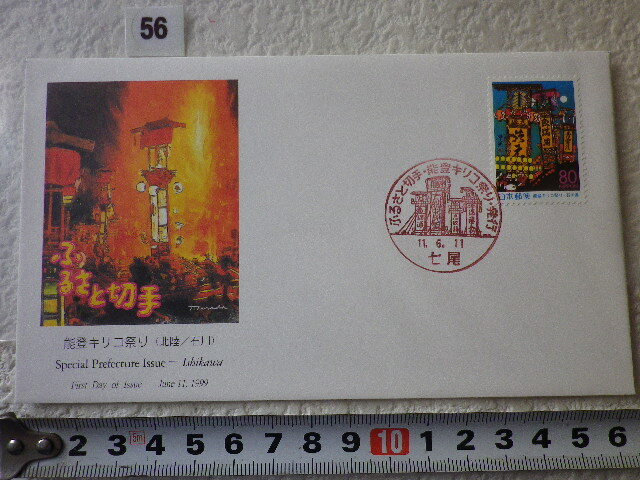 56
ふるさと切手
能登キリコ祭り（北陸／石川）
Special Prefecture Issue — Ishikawa
First Day of Issue — June 11, 1999
ふるさと切手・能登キリコ祭り・発行
11. 6. 11
七尾
80
日本郵便
2 3 4 5 6 7 8 9 10 1 2 3 4 5 6
5m